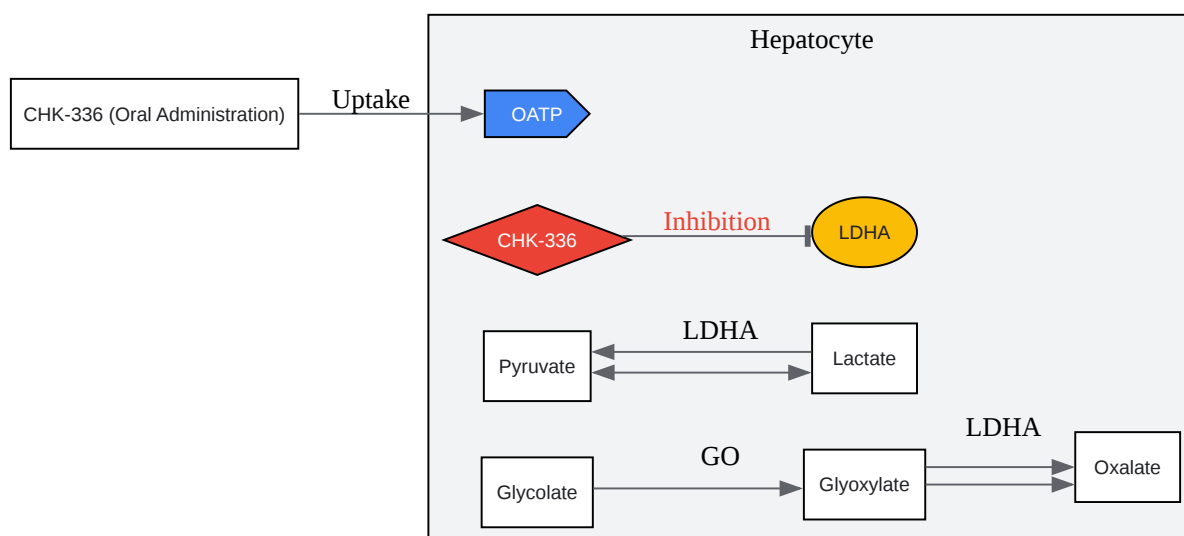 Hepatocyte
CHK-336 (Oral Administration)
Uptake
OATP
CHK-336
Inhibition
LDHA
Pyruvate
LDHA
Lactate
Glycolate
GO
Glyoxylate
LDHA
Oxalate